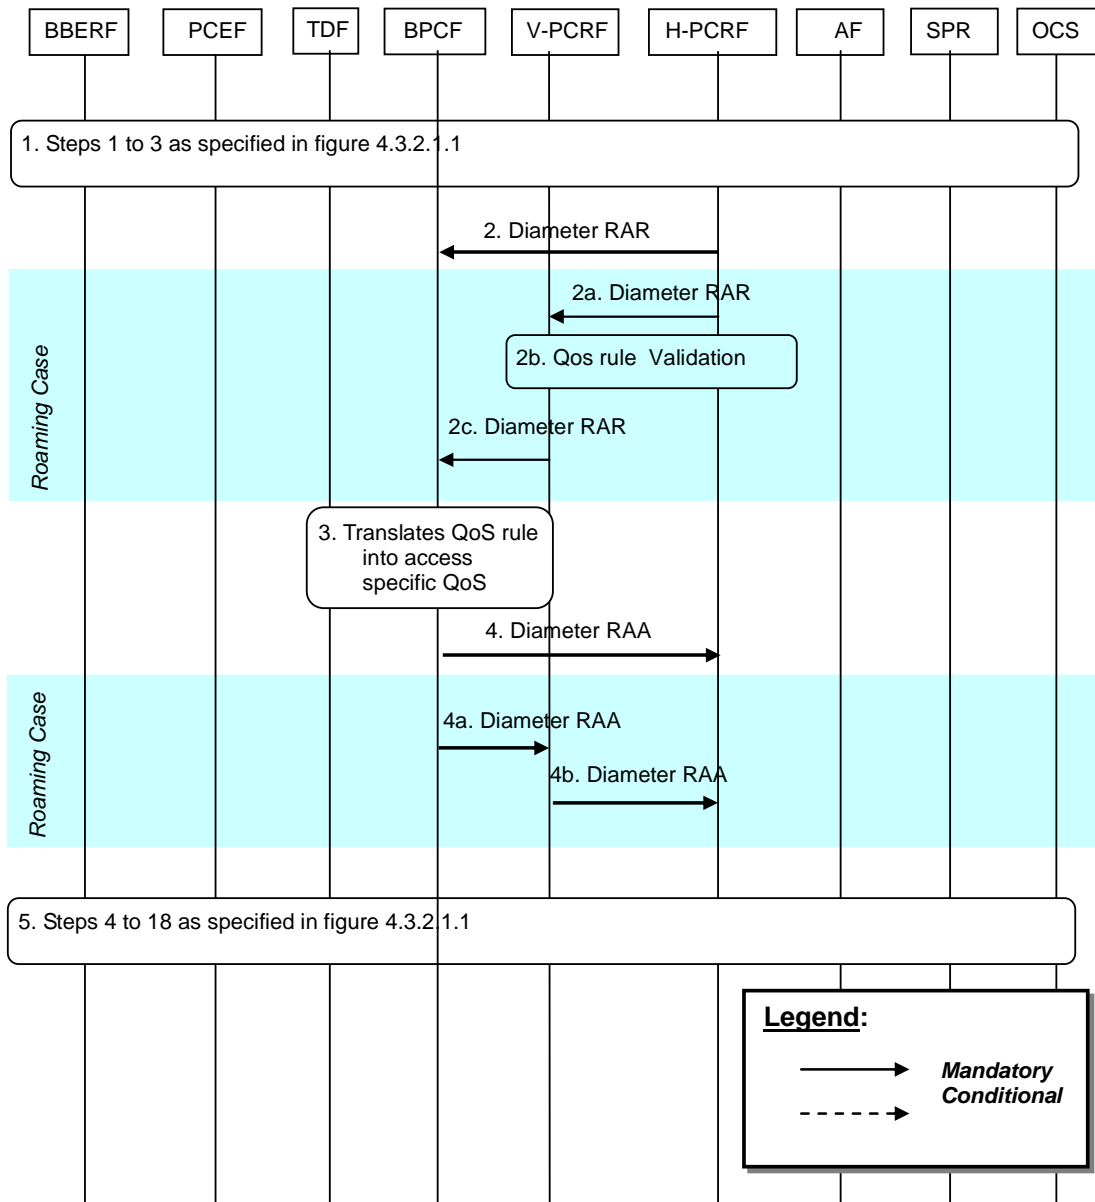 BBERF PCEF TDF BPCF V-PCRF H-PCRF AF SPR OCS
1. Steps 1 to 3 as specified in figure 4.3.2.1.1
2. Diameter RAR
Roaming Case
2a. Diameter RAR
2b. Qos rule Validation
2c. Diameter RAR
3. Translates QoS rule
into access
specific QoS
4. Diameter RAA
Roaming Case
4a. Diameter RAA
4b. Diameter RAA
5. Steps 4 to 18 as specified in figure 4.3.2.1.1
Legend:
Mandatory
Conditional